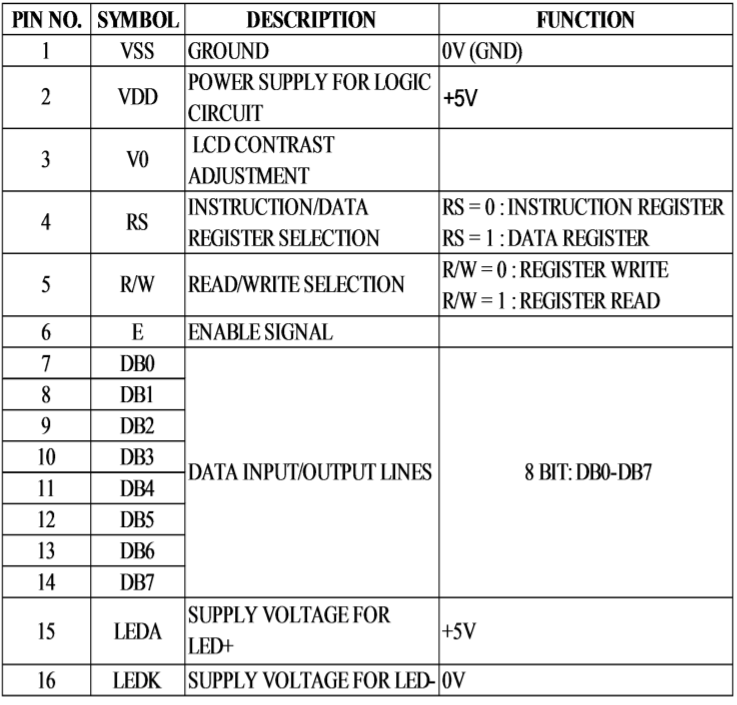 PIN NO. SYMBOL DESCRIPTION FUNCTION
1 VSS GROUND 0V (GND)
2 VDD POWER SUPPLY FOR LOGIC CIRCUIT +5V
3 V0 LCD CONTRAST ADJUSTMENT
4 RS INSTRUCTION/DATA REGISTER SELECTION RS = 0 : INSTRUCTION REGISTER RS = 1 : DATA REGISTER
5 R/W READ/WRITE SELECTION R/W = 0 : REGISTER WRITE R/W = 1 : REGISTER READ
6 E ENABLE SIGNAL
7 DB0
8 DB1
9 DB2
10 DB3
11 DB4
12 DB5
13 DB6
14 DB7
DATA INPUT/OUTPUT LINES 8 BIT: DB0-DB7
15 LEDA SUPPLY VOLTAGE FOR LED+ +5V
16 LEDK SUPPLY VOLTAGE FOR LED- 0V